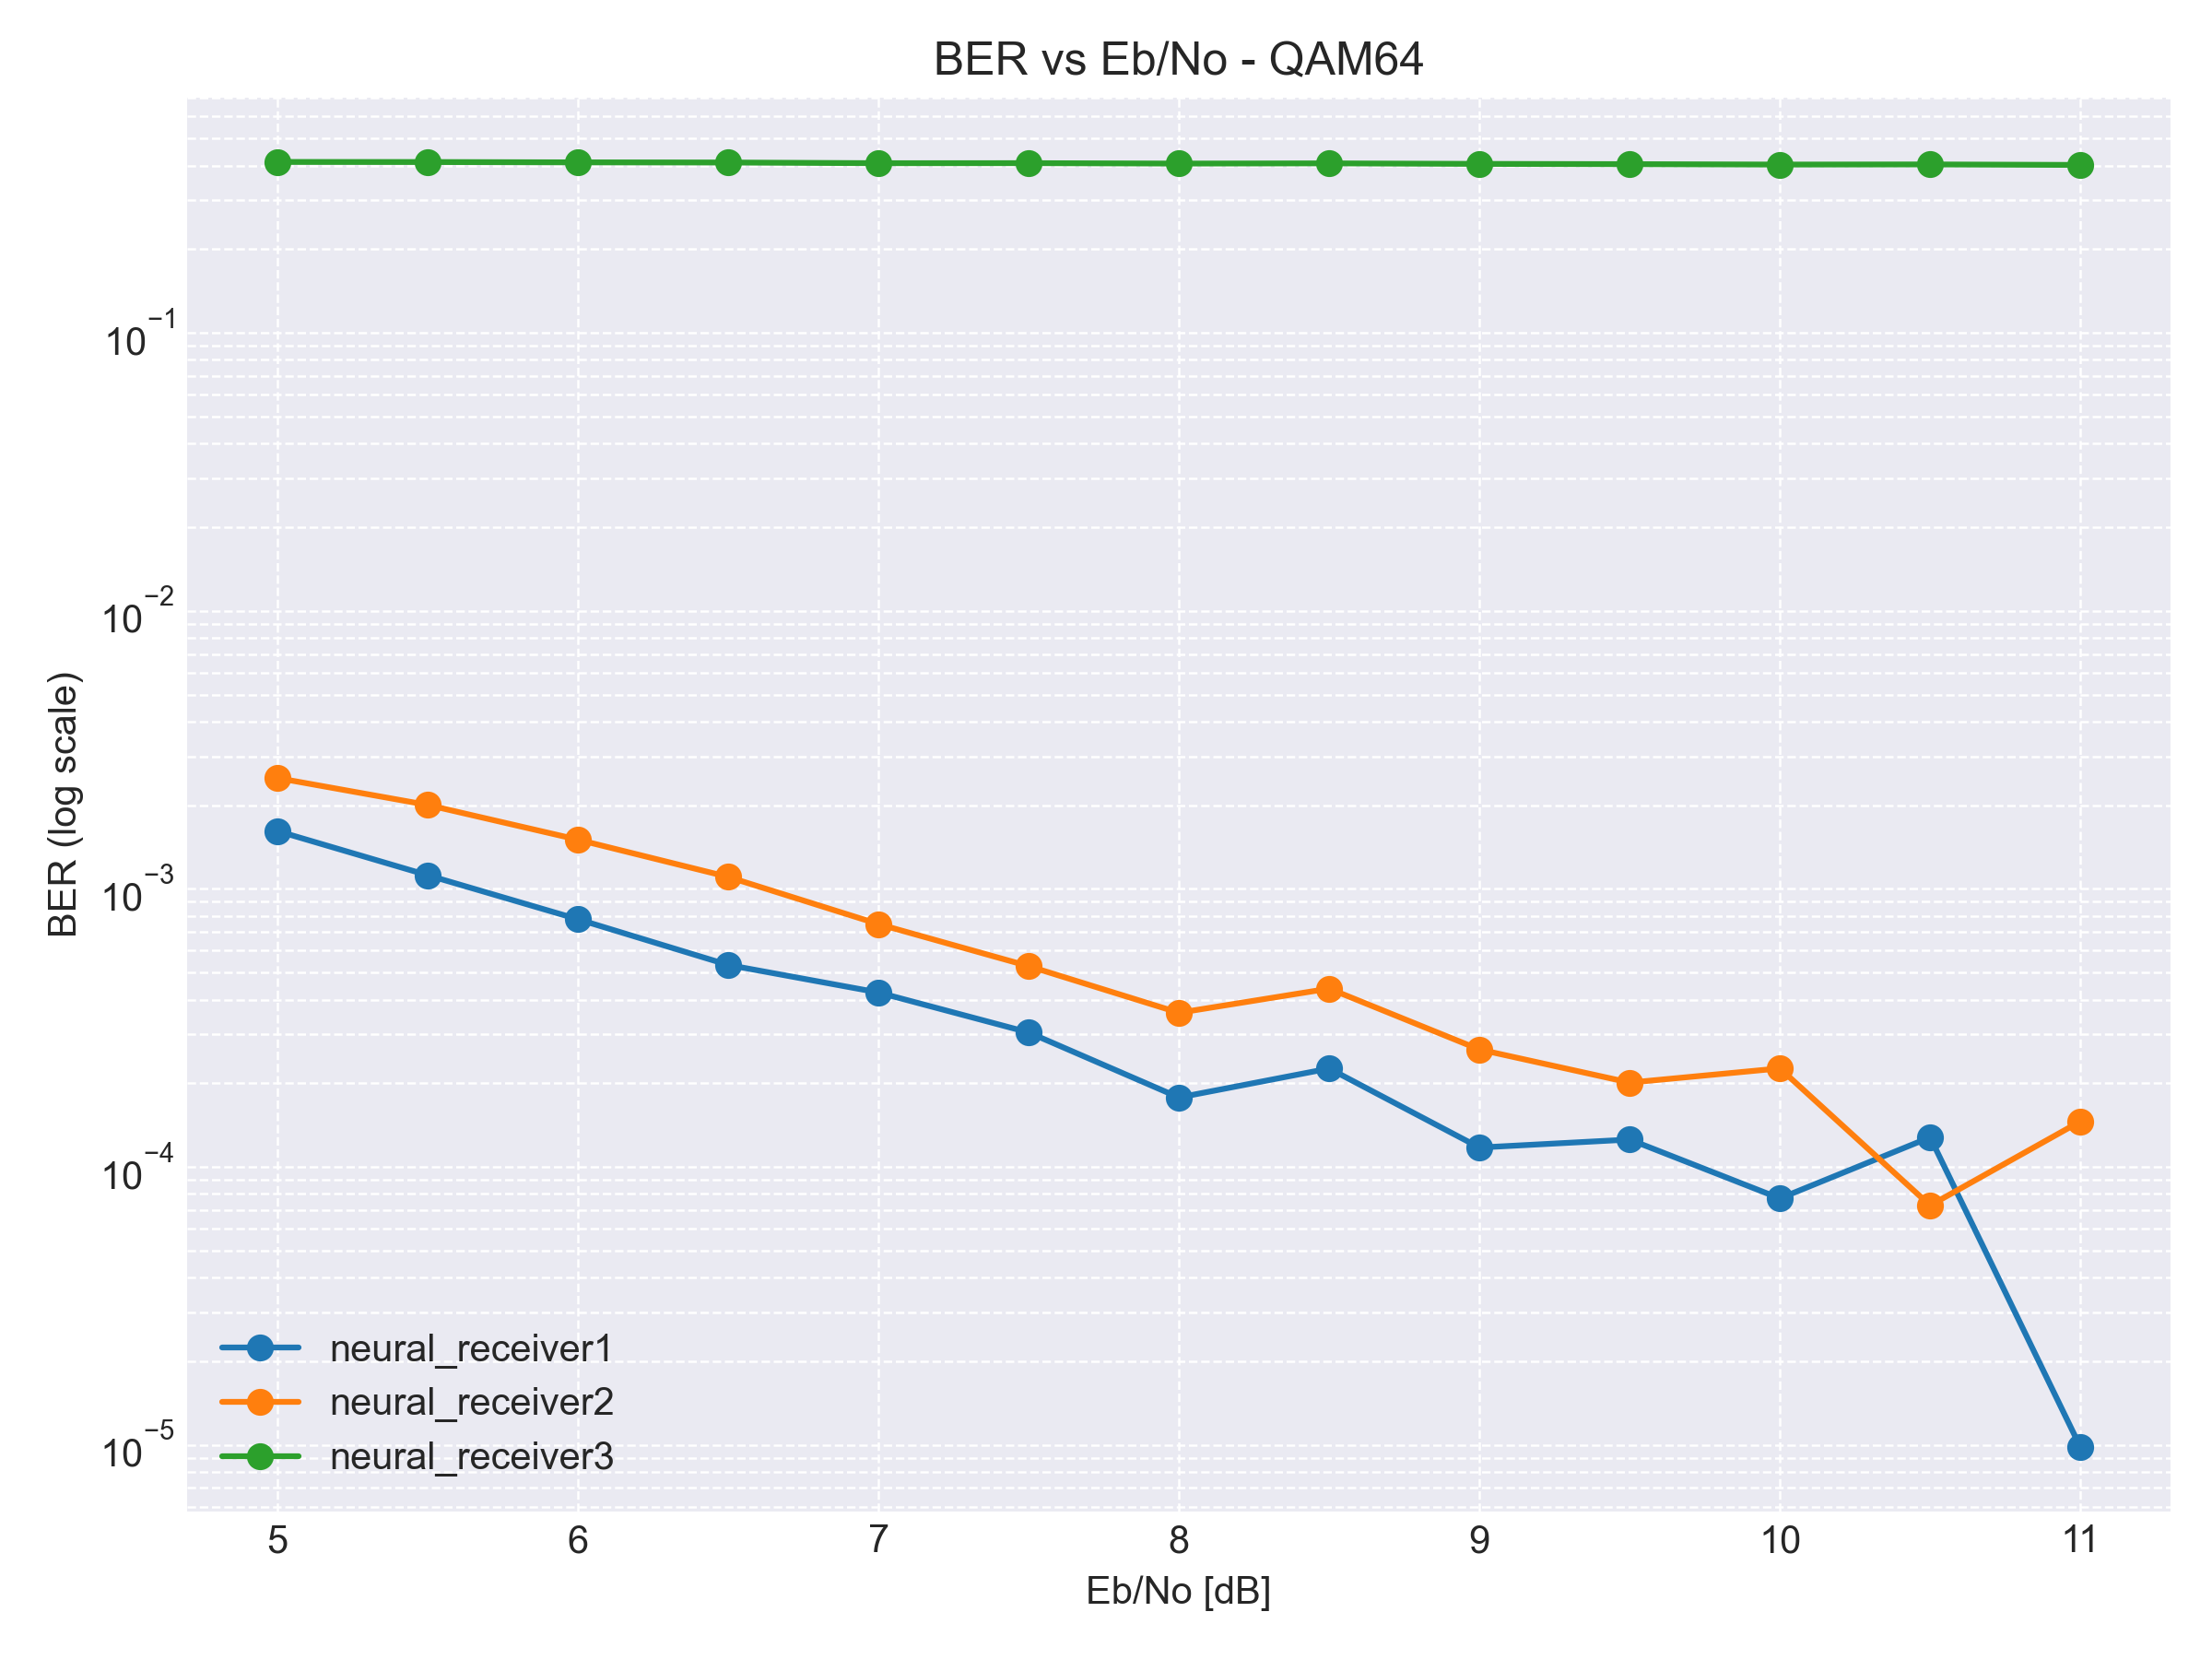 BER vs Eb/No - QAM64
BER (log scale)
10⁻¹
10⁻²
10⁻³
10⁻⁴
10⁻⁵
neural_receiver1
neural_receiver2
neural_receiver3
5 6 7 8 9 10 11
Eb/No [dB]